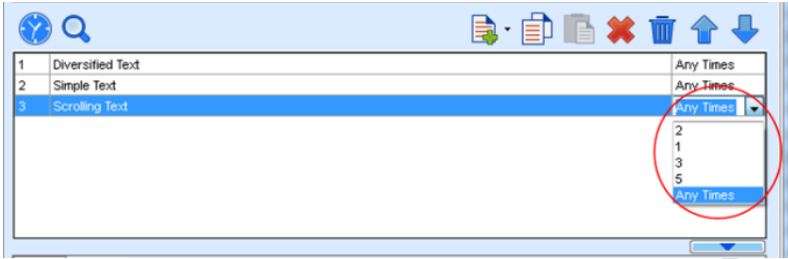 1 Diversified Text Any Times
2 Simple Text Any Times
3 Scrolling Text Any Times
2
1
3
5
Any Times